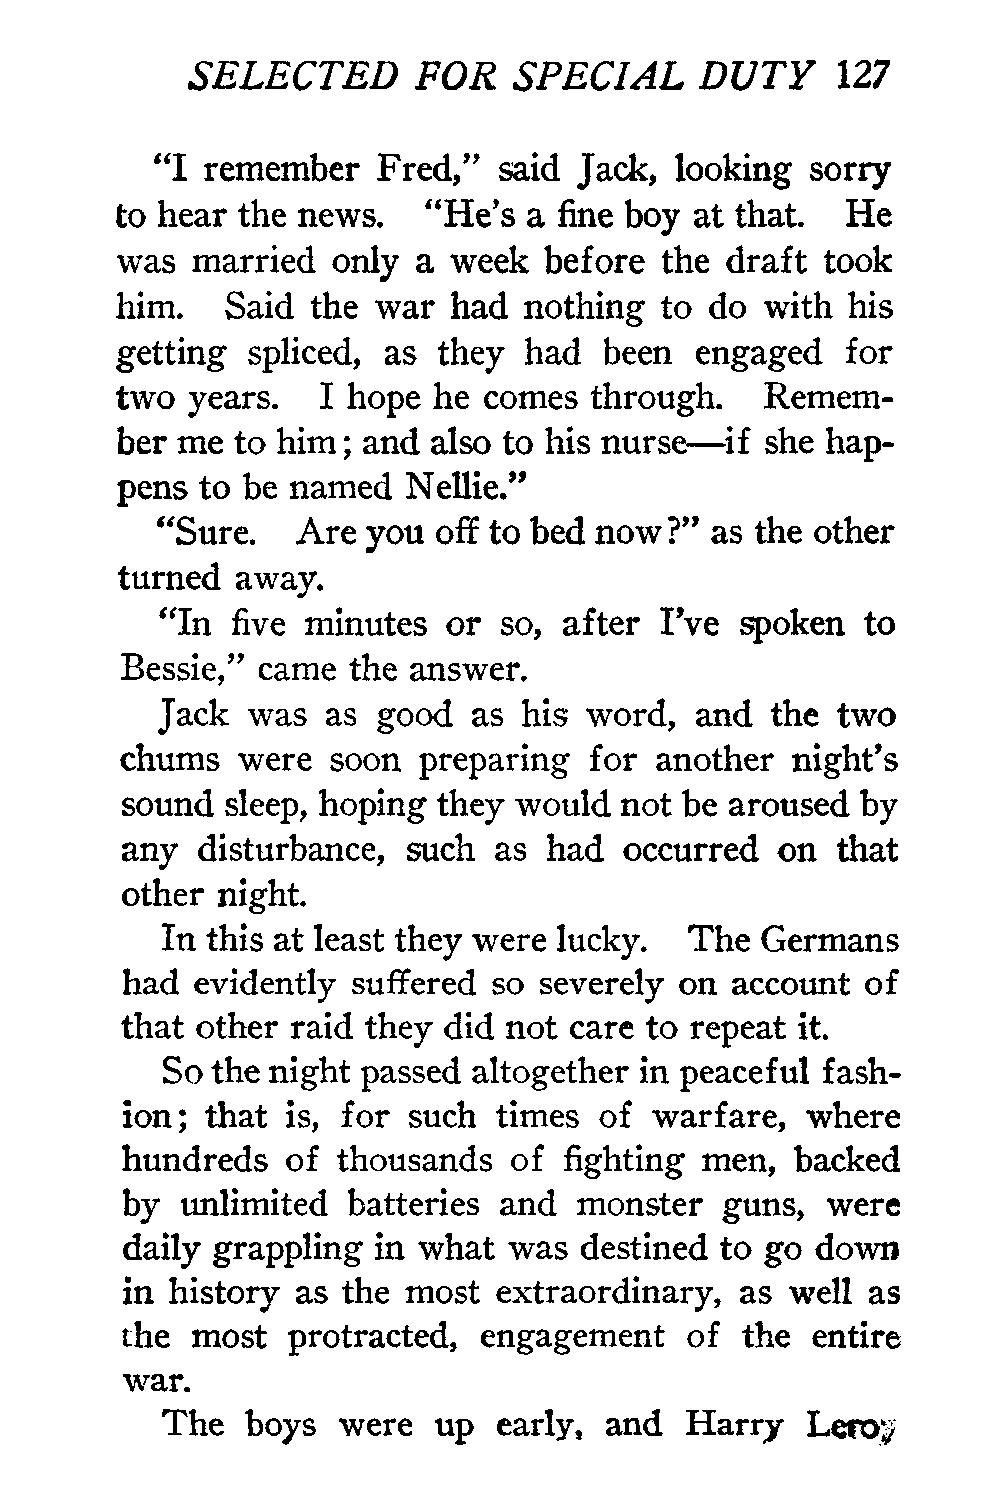 SELECTED FOR SPECIAL DUTY 127
“I remember Fred,” said Jack, looking sorry
to hear the news. “He’s a fine boy at that. He
was married only a week before the draft took
him. Said the war had nothing to do with his
getting spliced, as they had been engaged for
two years. I hope he comes through. Remem-
ber me to him; and also to his nurse—if she hap-
pens to be named Nellie.”
“Sure. Are you off to bed now?” as the other
turned away.
“In five minutes or so, after I’ve spoken to
Bessie,” came the answer.
Jack was as good as his word, and the two
chums were soon preparing for another night’s
sound sleep, hoping they would not be aroused by
any disturbance, such as had occurred on that
other night.
In this at least they were lucky. The Germans
had evidently suffered so severely on account of
that other raid they did not care to repeat it.
So the night passed altogether in peaceful fash-
ion; that is, for such times of warfare, where
hundreds of thousands of fighting men, backed
by unlimited batteries and monster guns, were
daily grappling in what was destined to go down
in history as the most extraordinary, as well as
the most protracted, engagement of the entire
war.
The boys were up early, and Harry Leroy